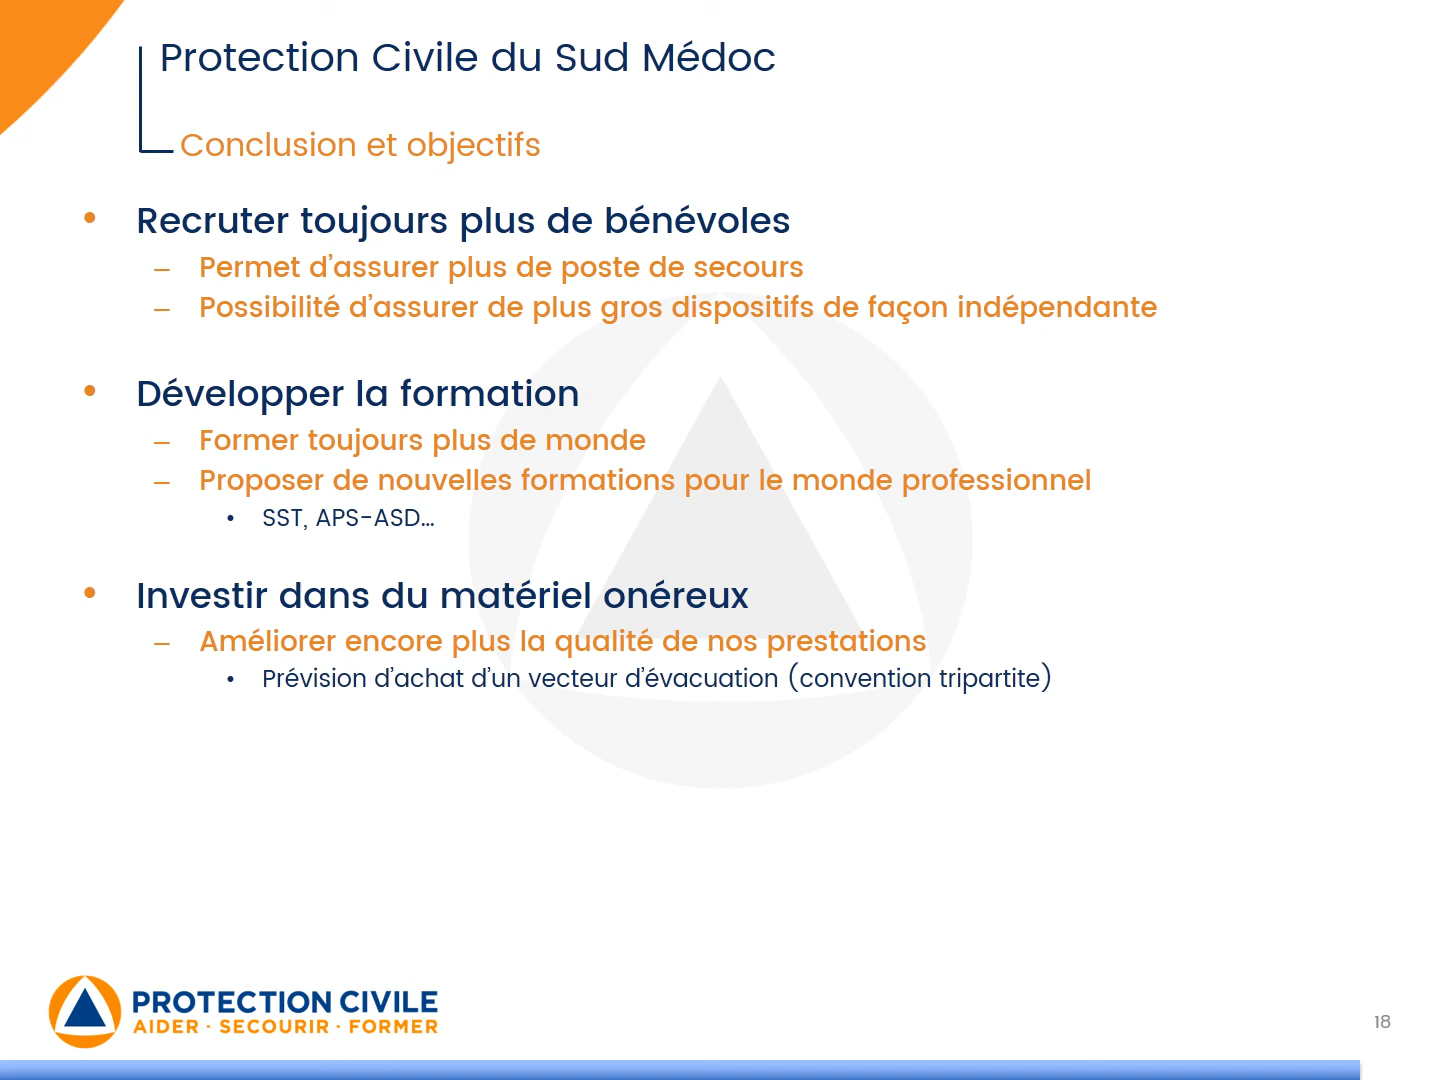 Protection Civile du Sud Médoc
Conclusion et objectifs
• Recruter toujours plus de bénévoles
– Permet d’assurer plus de poste de secours
– Possibilité d’assurer de plus gros dispositifs de façon indépendante
• Développer la formation
– Former toujours plus de monde
– Proposer de nouvelles formations pour le monde professionnel
• SST, APS-ASD…
• Investir dans du matériel onéreux
– Améliorer encore plus la qualité de nos prestations
• Prévision d’achat d’un vecteur d’évacuation (convention tripartite)
PROTECTION CIVILE
AIDER · SECOURIR · FORMER
18